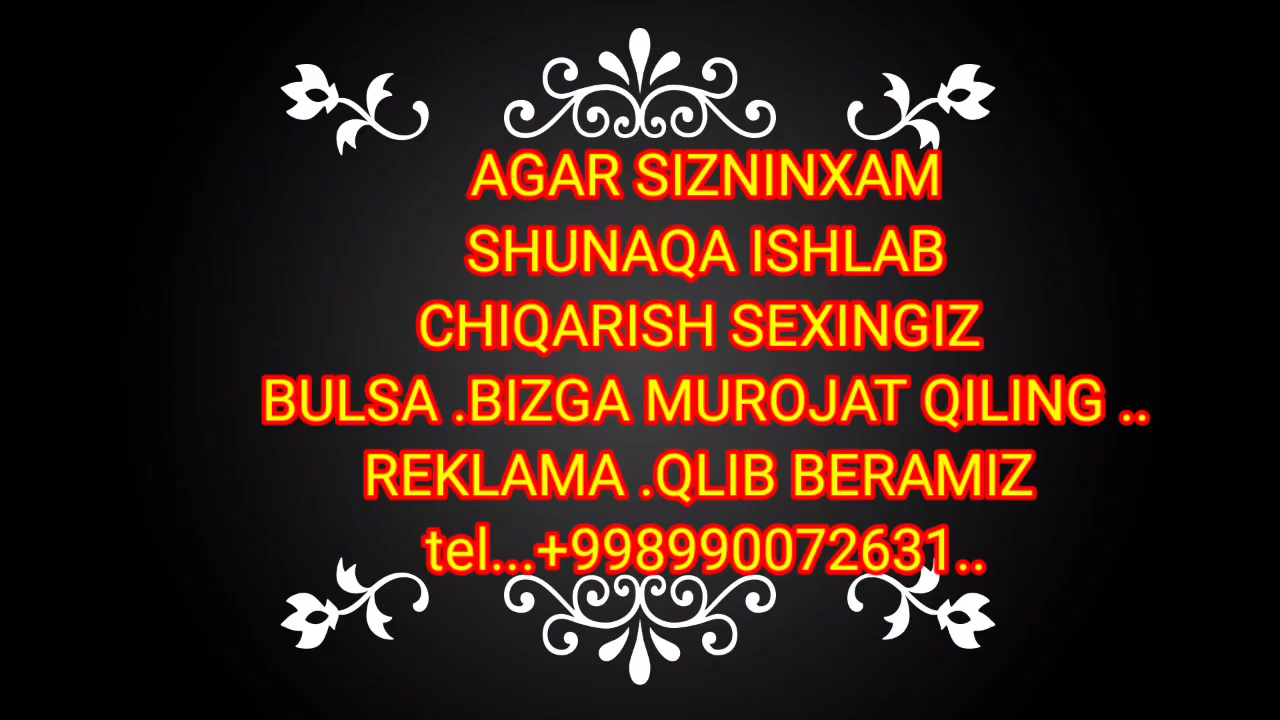 AGAR SIZNINXAM
SHUNAQA ISHLAB
CHIQARISH SEXINGIZ
BULSA .BIZGA MUROJAT QILING ..
REKLAMA .QLIB BERAMIZ
tel...+998990072631..